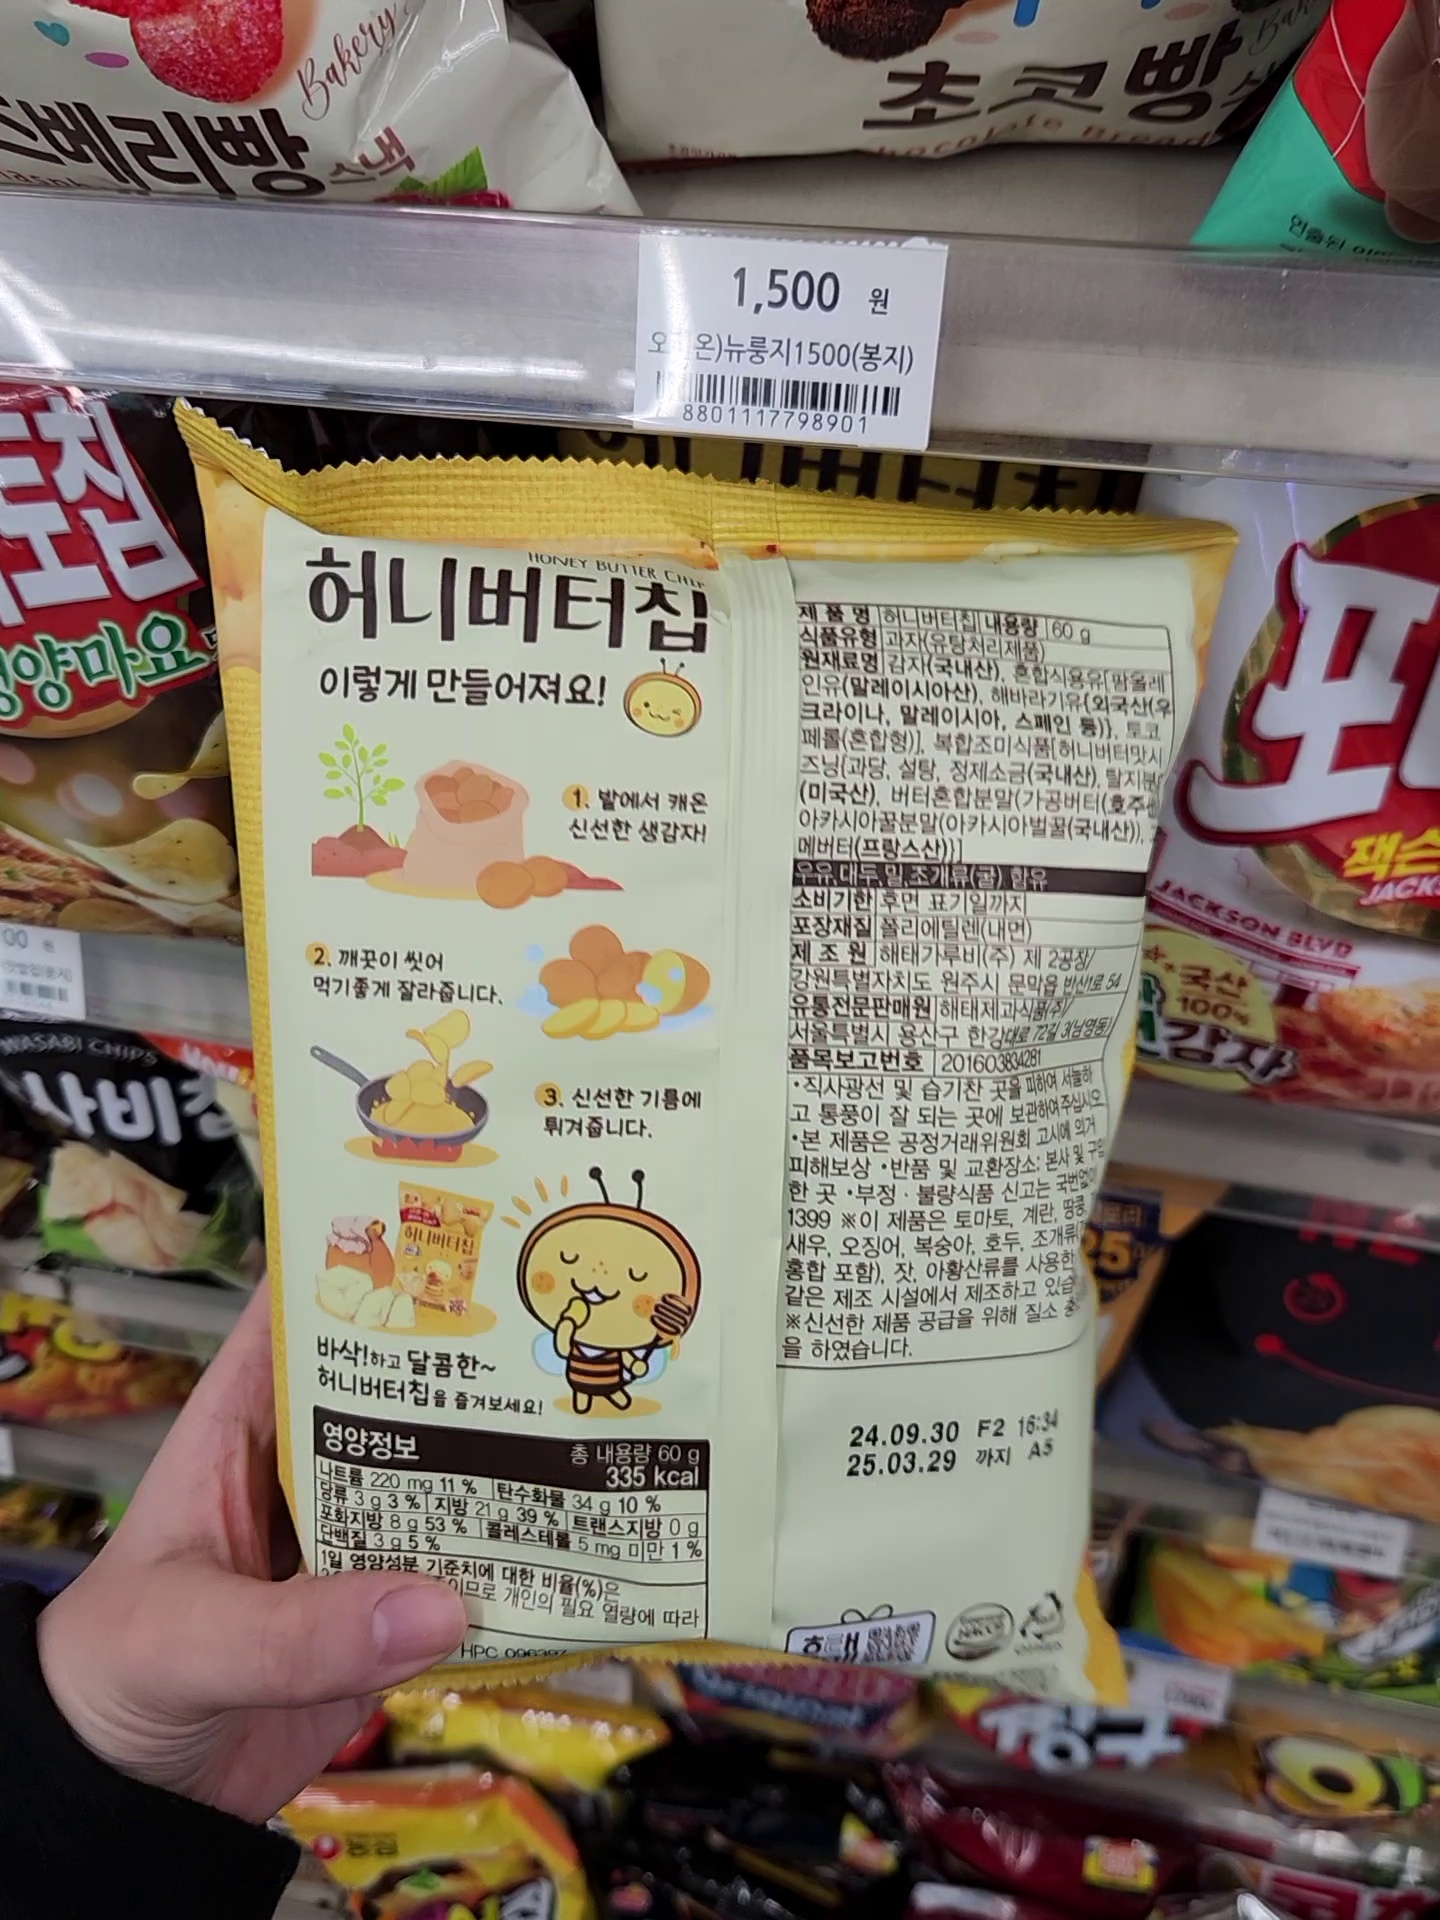 Bakery
베리빵
스낵
초코빵
1,500 원
온)뉴룽지1500(봉지)
8801117798901
영양마요
WASABI CHIPS
HONEY BUTTER CHIP
허니버터칩
이렇게 만들어져요!
1. 밭에서 캐온
신선한 생감자!
2. 깨끗이 씻어
먹기좋게 잘라줍니다.
3. 신선한 기름에
튀겨줍니다.
허니버터칩
바삭!하고 달콤한~
허니버터칩을 즐겨보세요!
영양정보
총 내용량 60 g
335 kcal
나트륨 220 mg 11 % 탄수화물 34 g 10 %
당류 3 g 3 % 지방 21 g 39 % 트랜스지방 0 g
포화지방 8 g 53 % 콜레스테롤 5 mg 미만 1 %
단백질 3 g 5 %
1일 영양성분 기준치에 대한 비율(%)은
이므로 개인의 필요 열량에 따라
제 품 명 허니버터칩 내용량 60 g
식품유형 과자(유탕처리제품)
원재료명 감자(국내산), 혼합식용유[팜올레
인유(말레이시아산), 해바라기유{외국산(우
크라이나, 말레이시아, 스페인 등)}, 토코
페롤(혼합형)], 복합조미식품[허니버터맛시
즈닝{과당, 설탕, 정제소금(국내산), 탈지분
(미국산), 버터혼합분말(가공버터(호주
아카시아꿀분말(아카시아벌꿀(국내산)),
메버터(프랑스산))]
우유,대두,밀,조개류(굴) 함유
소비기한 후면 표기일까지
포장재질 폴리에틸렌(내면)
제 조 원 해태가루비(주) 제 2공장/
강원특별자치도 원주시 문막읍 반산로 54
유통전문판매원 해태제과식품(주)/
서울특별시 용산구 한강대로 72길 3(남영동)
품목보고번호 201603834281
•직사광선 및 습기찬 곳을 피하여 서늘하
고 통풍이 잘 되는 곳에 보관하여 주십시오
•본 제품은 공정거래위원회 고시에 의거
피해보상 •반품 및 교환장소: 본사 및 구입
한 곳 •부정·불량식품 신고는 국번없이
1399 ※이 제품은 토마토, 계란, 땅콩,
새우, 오징어, 복숭아, 호두, 조개류(
홍합 포함), 잣, 아황산류를 사용한
같은 제조 시설에서 제조하고 있습
※신선한 제품 공급을 위해 질소 충
을 하였습니다.
24.09.30 F2 16:34
25.03.29 까지 A5
JACKSON BLVD
국산
100%
감자
농심